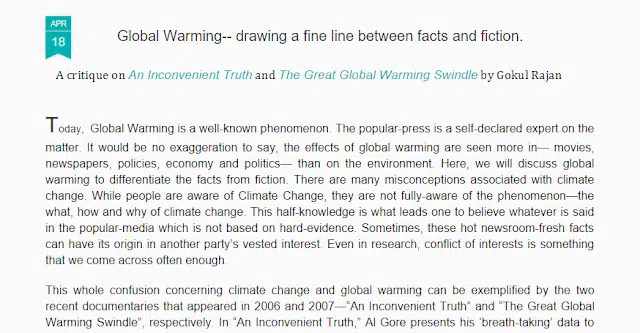 APR
18
Global Warming-- drawing a fine line between facts and fiction.
A critique on An Inconvenient Truth and The Great Global Warming Swindle by Gokul Rajan
Today, Global Warming is a well-known phenomenon. The popular-press is a self-declared expert on the
matter. It would be no exaggeration to say, the effects of global warming are seen more in— movies,
newspapers, policies, economy and politics— than on the environment. Here, we will discuss global
warming to differentiate the facts from fiction. There are many misconceptions associated with climate
change. While people are aware of Climate Change, they are not fully-aware of the phenomenon—the
what, how and why of climate change. This half-knowledge is what leads one to believe whatever is said
in the popular-media which is not based on hard-evidence. Sometimes, these hot newsroom-fresh facts
can have its origin in another party's vested interest. Even in research, conflict of interests is something
that we come across often enough.
This whole confusion concerning climate change and global warming can be exemplified by the two
recent documentaries that appeared in 2006 and 2007—"An Inconvenient Truth" and "The Great Global
Warming Swindle", respectively. In "An Inconvenient Truth," Al Gore presents his 'breath-taking' data to